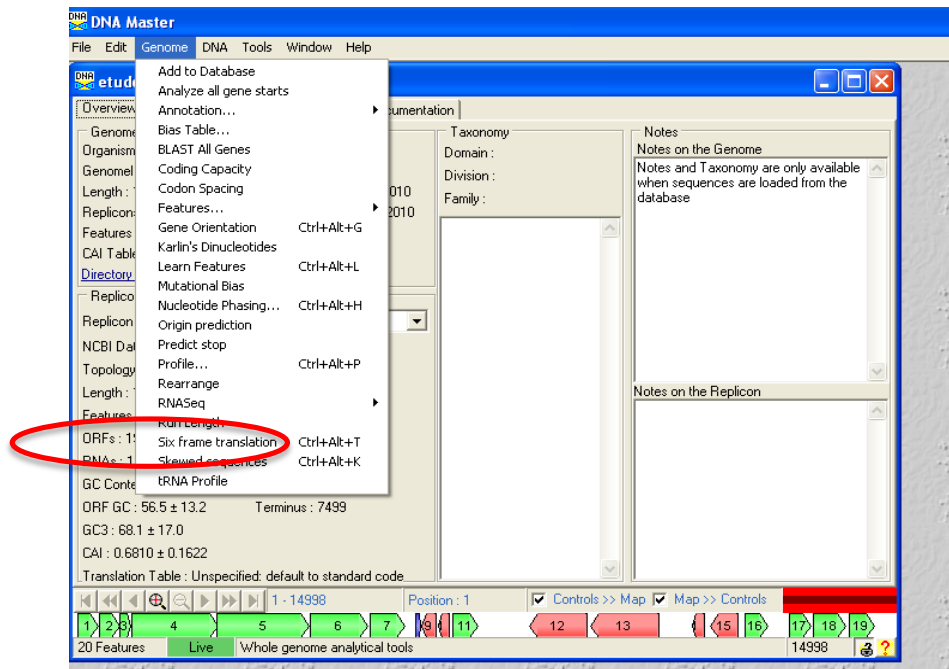 DNA Master
File Edit Genome DNA Tools Window Help
Add to Database
Analyze all gene starts
Annotation...
Bias Table...
BLAST All Genes
Coding Capacity
Codon Spacing
Features...
Gene Orientation Ctrl+Alt+G
Karlin's Dinucleotides
Learn Features Ctrl+Alt+L
Mutational Bias
Nucleotide Phasing... Ctrl+Alt+H
Origin prediction
Predict stop
Profile... Ctrl+Alt+P
Rearrange
RNASeq
Run Length
Six frame translation Ctrl+Alt+T
Skewed sequences Ctrl+Alt+K
tRNA Profile
Overview
Genome
Organism
Length :
Replicon
Features
CAI Table
Directory
010
2010
Replico
Replicon
NCBI Da
Topology
Length :
Features
ORFs : 19
RNAs : 1
GC Conte
ORF GC : 56.5 ± 13.2 Terminus : 7499
GC3 : 68.1 ± 17.0
CAI : 0.6810 ± 0.1622
Translation Table : Unspecified: default to standard code
Taxonomy
Domain :
Division :
Family :
Notes
Notes on the Genome
Notes and Taxonomy are only available
when sequences are loaded from the
database
Notes on the Replicon
1 - 14998 Position : 1 Controls >> Map Map >> Controls
1 2 3 4 5 6 7 9 11 12 13 15 16 17 18 19
20 Features Live Whole genome analytical tools 14998